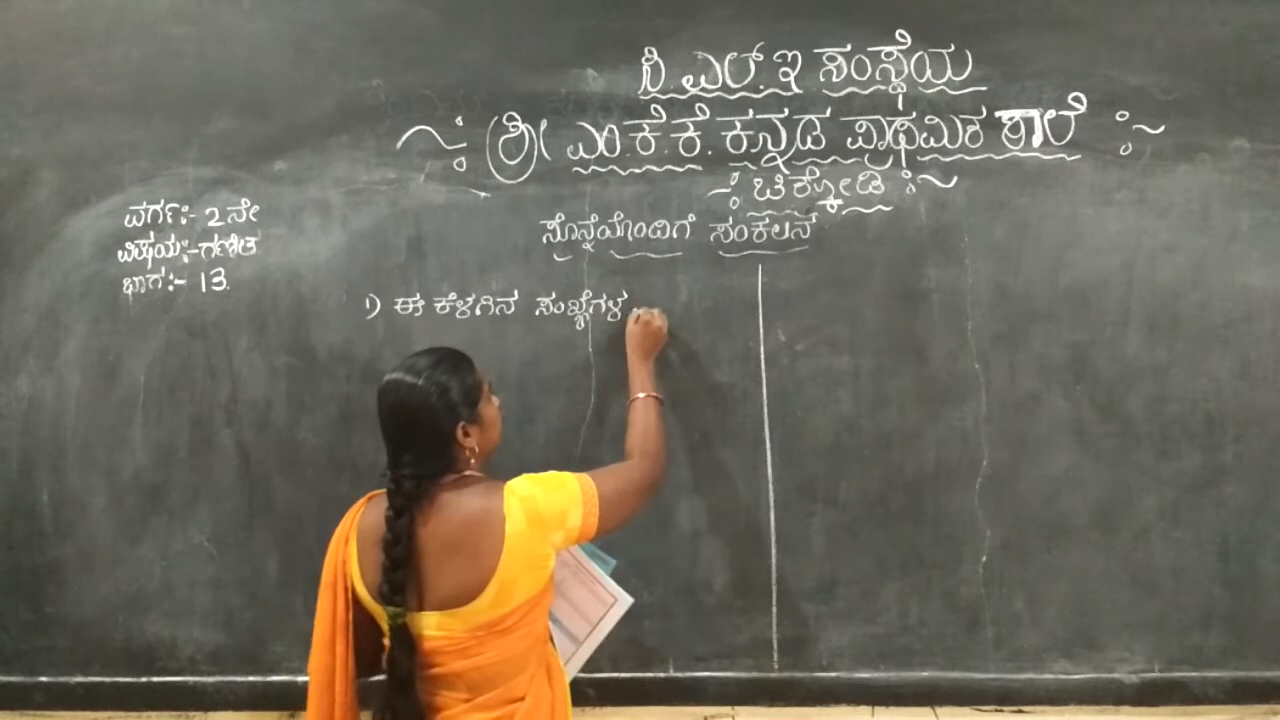 ಸಿ.ಎಲ್.ಇ ಸಂಸ್ಥೆಯ
ಶ್ರೀ ಎಂ.ಕೆ.ಕೆ. ಕನ್ನಡ ಪ್ರಾಥಮಿಕ ಶಾಲೆ
ಚಿಕ್ಕೋಡಿ
ಸೊನ್ನೆಯೊಂದಿಗೆ ಸಂಕಲನ
ವರ್ಗ:- 2ನೇ
ವಿಷಯ:- ಗಣಿತ
ಭಾಗ:- 13.
1) ಈ ಕೆಳಗಿನ ಸಂಖ್ಯೆಗಳ